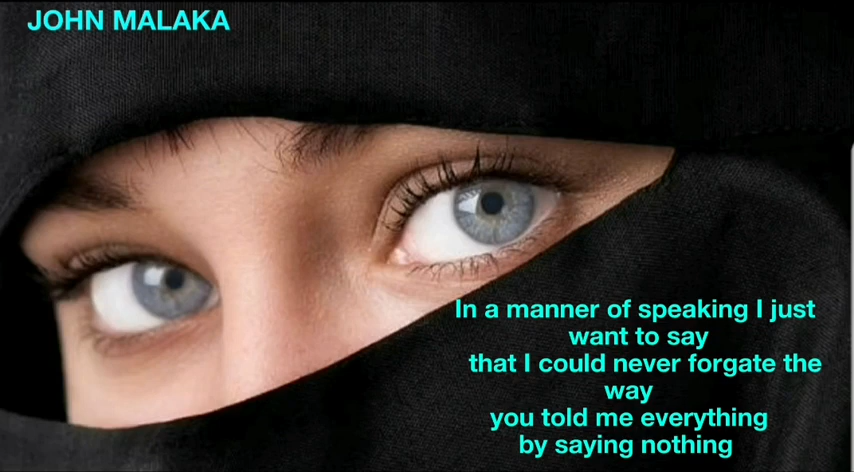 JOHN MALAKA
In a manner of speaking I just
want to say
that I could never forgate the
way
you told me everything
by saying nothing